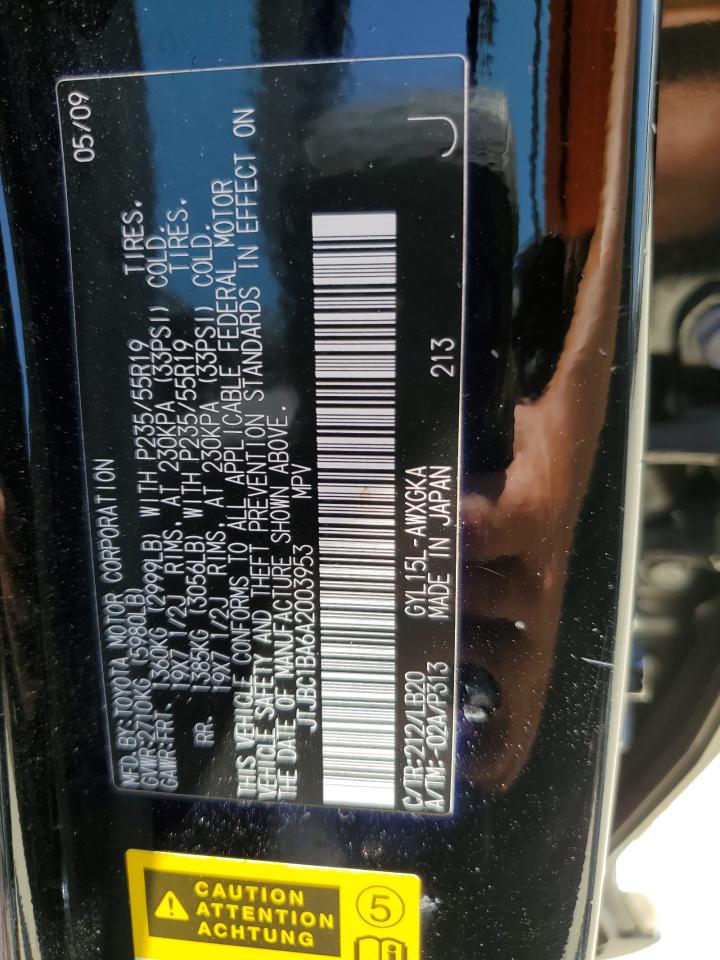 MFD. BY: TOYOTA MOTOR CORPORATION 05/09
GVWR: 2710KG (5980LB)
GAWR: FRT. 1360KG (2999LB) WITH P235/55R19 TIRES,
19X7 1/2J RIMS, AT 230KPA (33PSI) COLD.
RR. 1385KG (3056LB) WITH P235/55R19 TIRES,
19X7 1/2J RIMS, AT 230KPA (33PSI) COLD.
THIS VEHICLE CONFORMS TO ALL APPLICABLE FEDERAL MOTOR
VEHICLE SAFETY AND THEFT PREVENTION STANDARDS IN EFFECT ON
THE DATE OF MANUFACTURE SHOWN ABOVE.
JTJBC1BA6A2003953 MPV
C/TR: 212/LB20 GYL15L-AWXGKA 213
A/TM: -02A/P313 MADE IN JAPAN J
CAUTION
ATTENTION
ACHTUNG
5